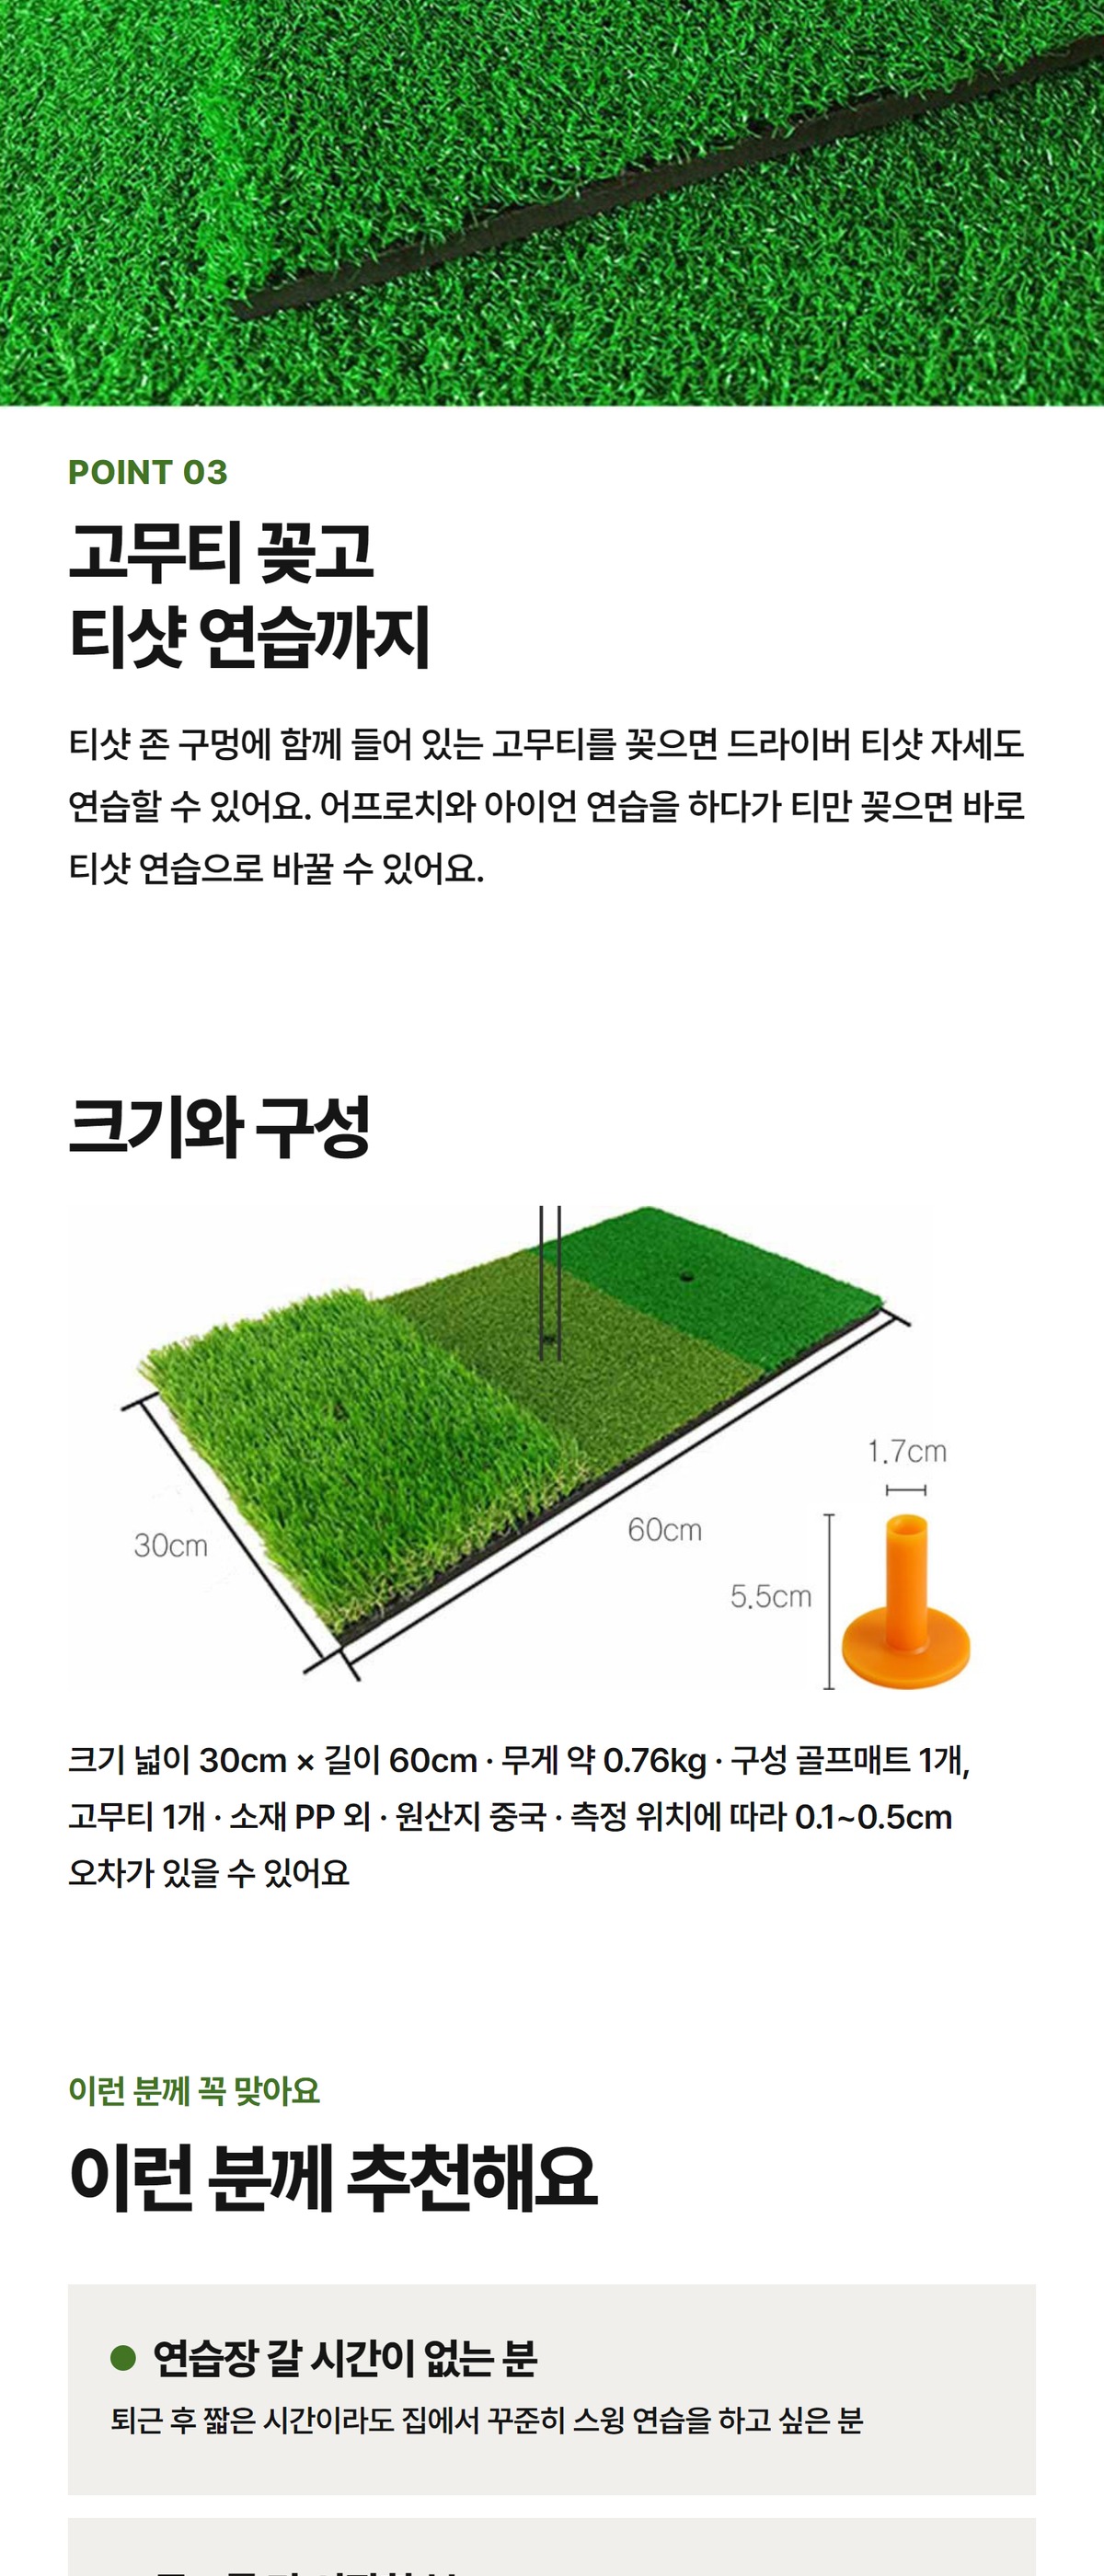 POINT 03
고무티 꽂고
티샷 연습까지
티샷 존 구멍에 함께 들어 있는 고무티를 꽂으면 드라이버 티샷 자세도
연습할 수 있어요. 어프로치와 아이언 연습을 하다가 티만 꽂으면 바로
티샷 연습으로 바꿀 수 있어요.
크기와 구성
1.7cm
30cm
60cm
5.5cm
크기 넓이 30cm × 길이 60cm · 무게 약 0.76kg · 구성 골프매트 1개,
고무티 1개 · 소재 PP 외 · 원산지 중국 · 측정 위치에 따라 0.1~0.5cm
오차가 있을 수 있어요
이런 분께 꼭 맞아요
이런 분께 추천해요
연습장 갈 시간이 없는 분
퇴근 후 짧은 시간이라도 집에서 꾸준히 스윙 연습을 하고 싶은 분